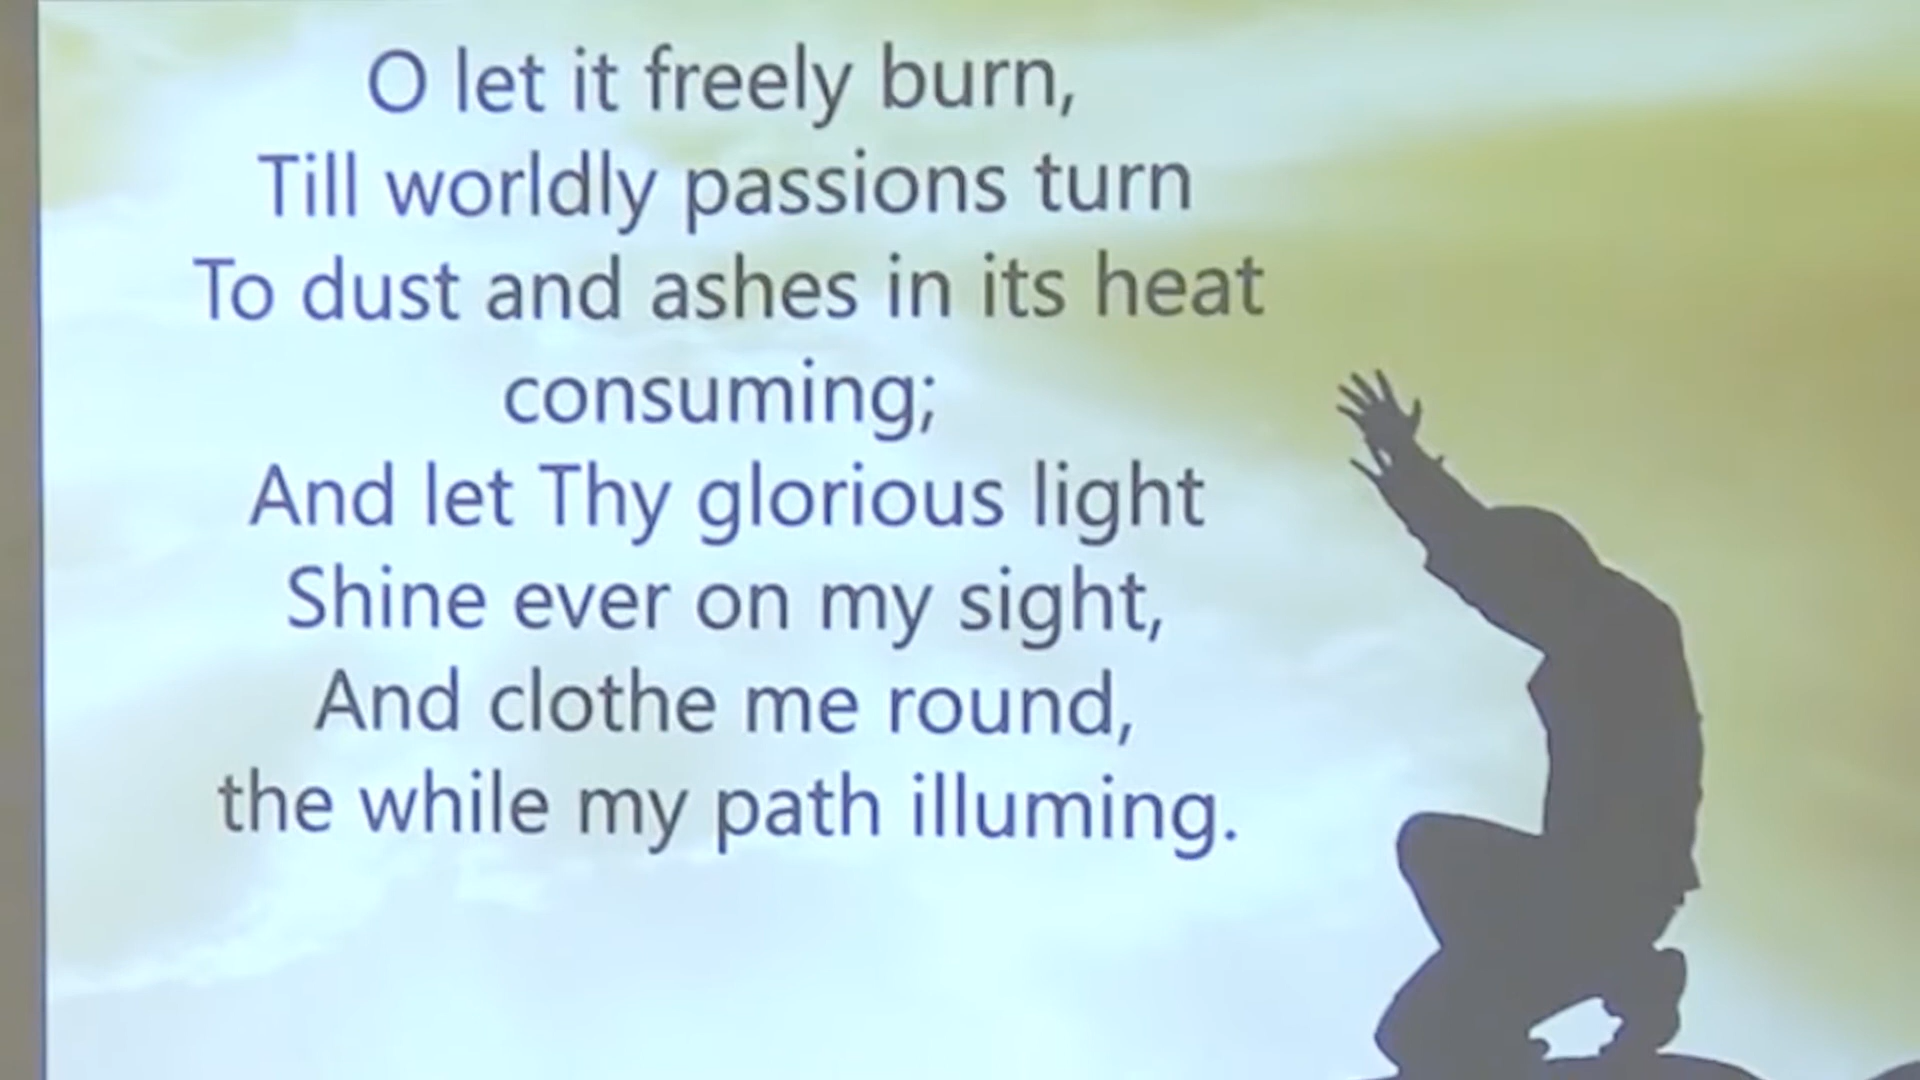 O let it freely burn,
Till worldly passions turn
To dust and ashes in its heat
consuming;
And let Thy glorious light
Shine ever on my sight,
And clothe me round,
the while my path illuming.